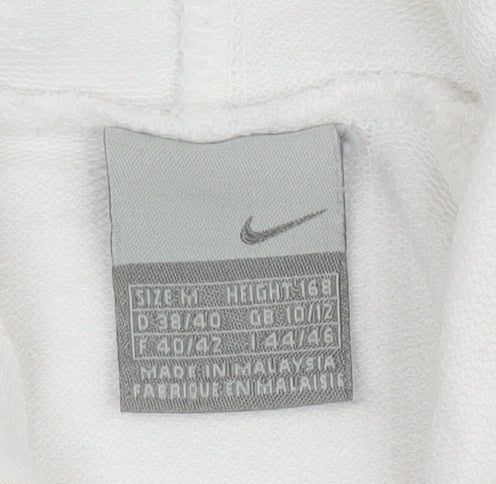 SIZE M HEIGHT 168
D 38/40 GB 10/12
F 40/42 I 44/46
MADE IN MALAYSIA
FABRIQUE EN MALAISIE